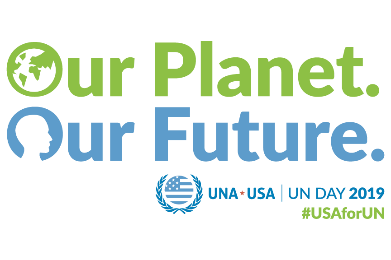 Our Planet.
Our Future.
UNA★USA | UN DAY 2019
#USAforUN